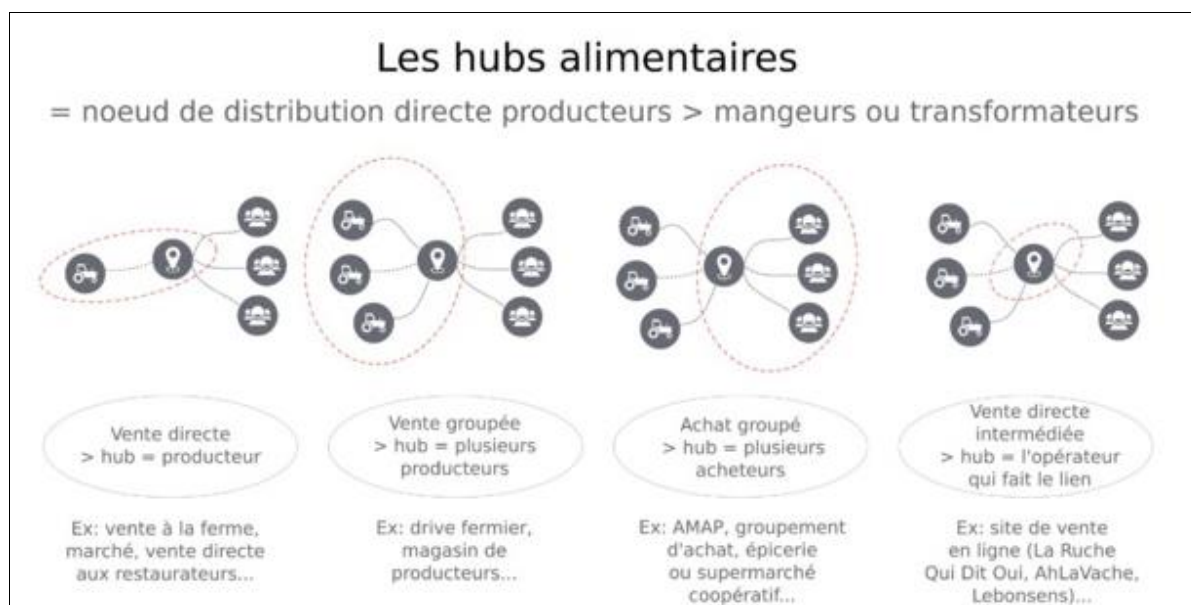 Les hubs alimentaires
= noeud de distribution directe producteurs > mangeurs ou transformateurs
Vente directe
> hub = producteur
Ex: vente à la ferme,
marché, vente directe
aux restaurateurs...
Vente groupée
> hub = plusieurs
producteurs
Ex: drive fermier,
magasin de
producteurs...
Achat groupé
> hub = plusieurs
acheteurs
Ex: AMAP, groupement
d'achat, épicerie
ou supermarché
coopératif...
Vente directe
intermédiée
> hub = l'opérateur
qui fait le lien
Ex: site de vente
en ligne (La Ruche
Qui Dit Oui, AhLaVache,
Lebonsens)...